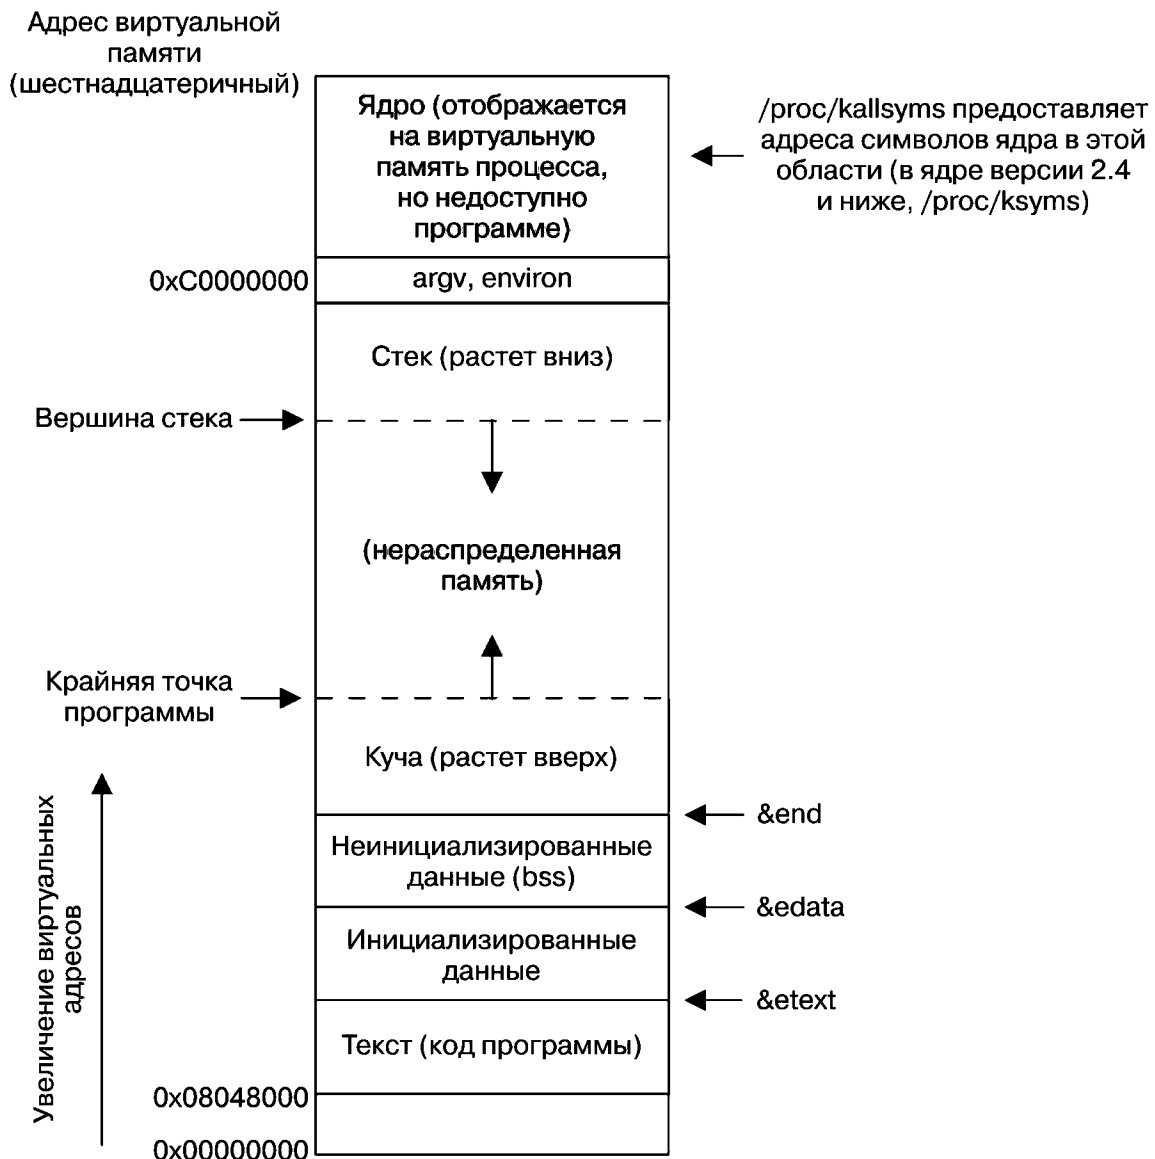 Адрес виртуальной
памяти
(шестнадцатеричный)
Ядро (отображается
на виртуальную
память процесса,
но недоступно
программе)
/proc/kallsyms предоставляет
адреса символов ядра в этой
области (в ядре версии 2.4
и ниже, /proc/ksyms)
0xC0000000
argv, environ
Стек (растет вниз)
Вершина стека
(нераспределенная
память)
Крайняя точка
программы
Куча (растет вверх)
&end
Неинициализированные
данные (bss)
&edata
Инициализированные
данные
&etext
Текст (код программы)
0x08048000
0x00000000
Увеличение виртуальных
адресов